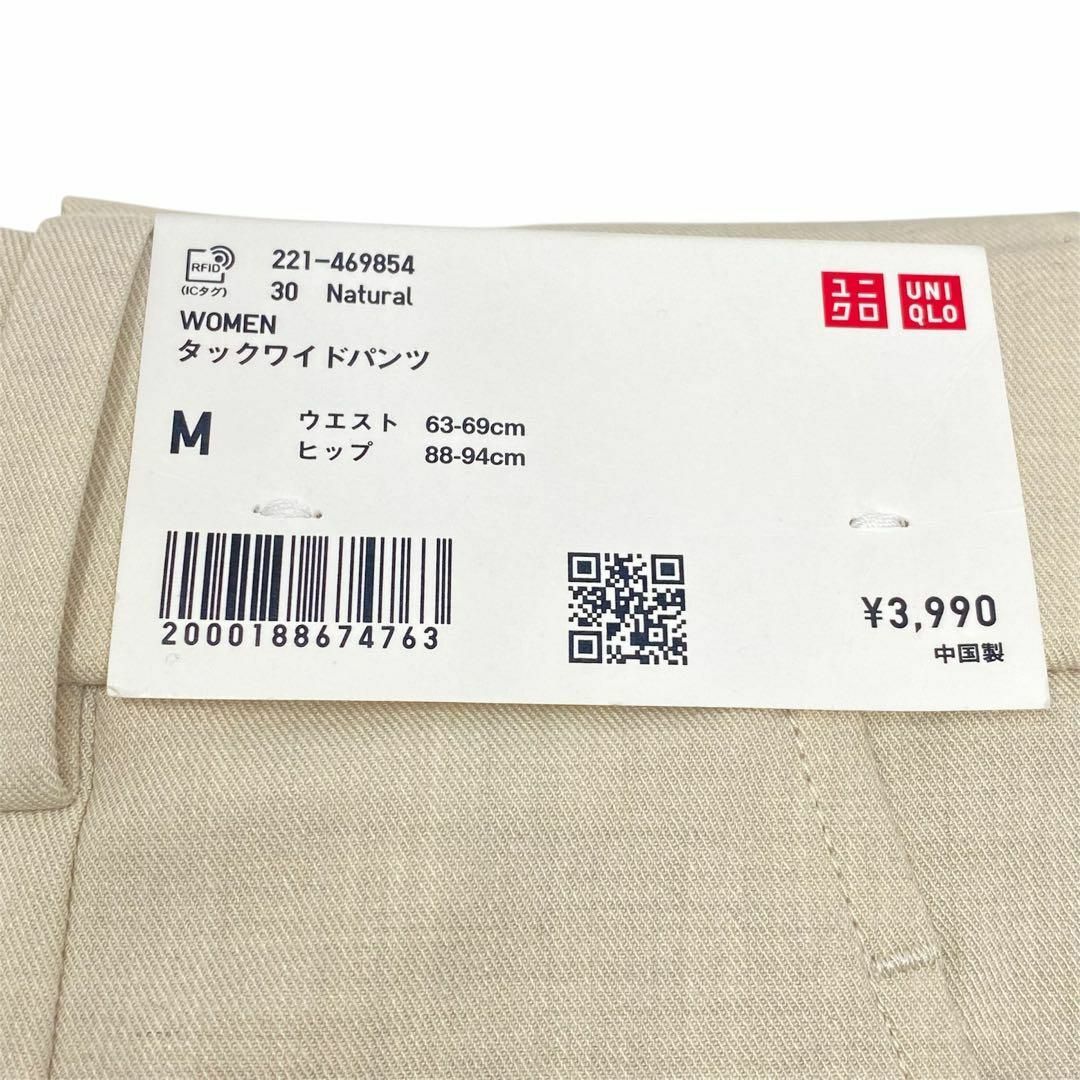 RFID
(ICタグ)
221-469854
30 Natural
WOMEN
タックワイドパンツ
ユニ
クロ
UNI
QLO
M
ウエスト 63-69cm
ヒップ 88-94cm
2000188674763
¥3,990
中国製